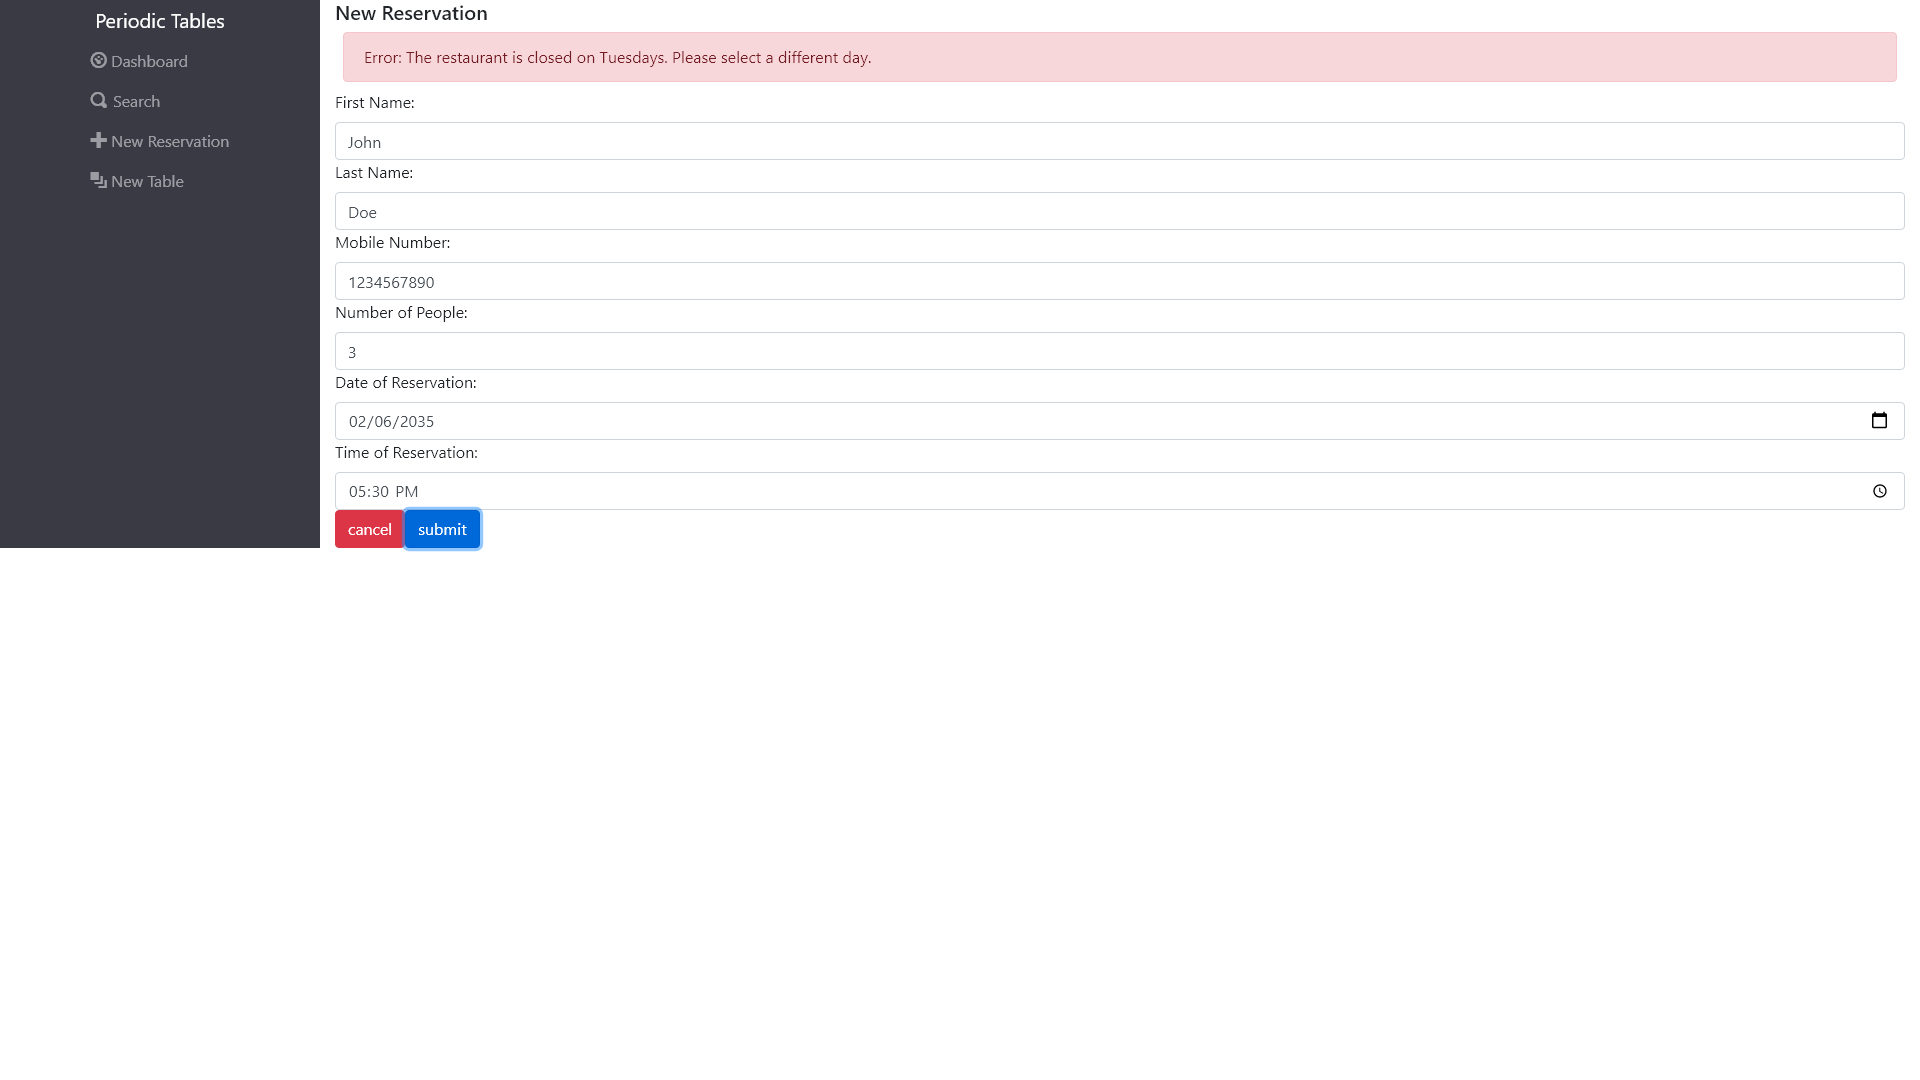 Periodic Tables
Dashboard
Search
New Reservation
New Table
New Reservation
Error: The restaurant is closed on Tuesdays. Please select a different day.
First Name:
John
Last Name:
Doe
Mobile Number:
1234567890
Number of People:
3
Date of Reservation:
02/06/2035
Time of Reservation:
05:30 PM
cancel submit